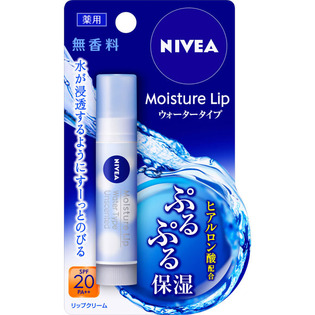 薬用
無香料
NIVEA
Moisture Lip
ウォータータイプ
水が浸透するようにすーっとのびる
NIVEA
Moisture Lip
Water Type
Unscented
ヒアルロン酸配合
ぷるぷる
保湿
SPF
20
PA++
リップクリーム